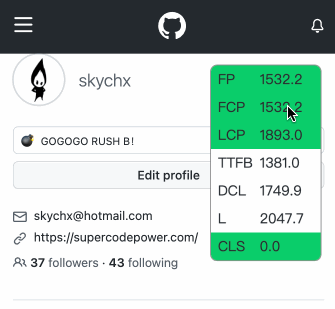 skychx
GOGOGO RUSH B!
Edit profile
skychx@hotmail.com
https://supercodepower.com/
37 followers · 43 following
FP 1532.2
FCP 1532.2
LCP 1893.0
TTFB 1381.0
DCL 1749.9
L 2047.7
CLS 0.0